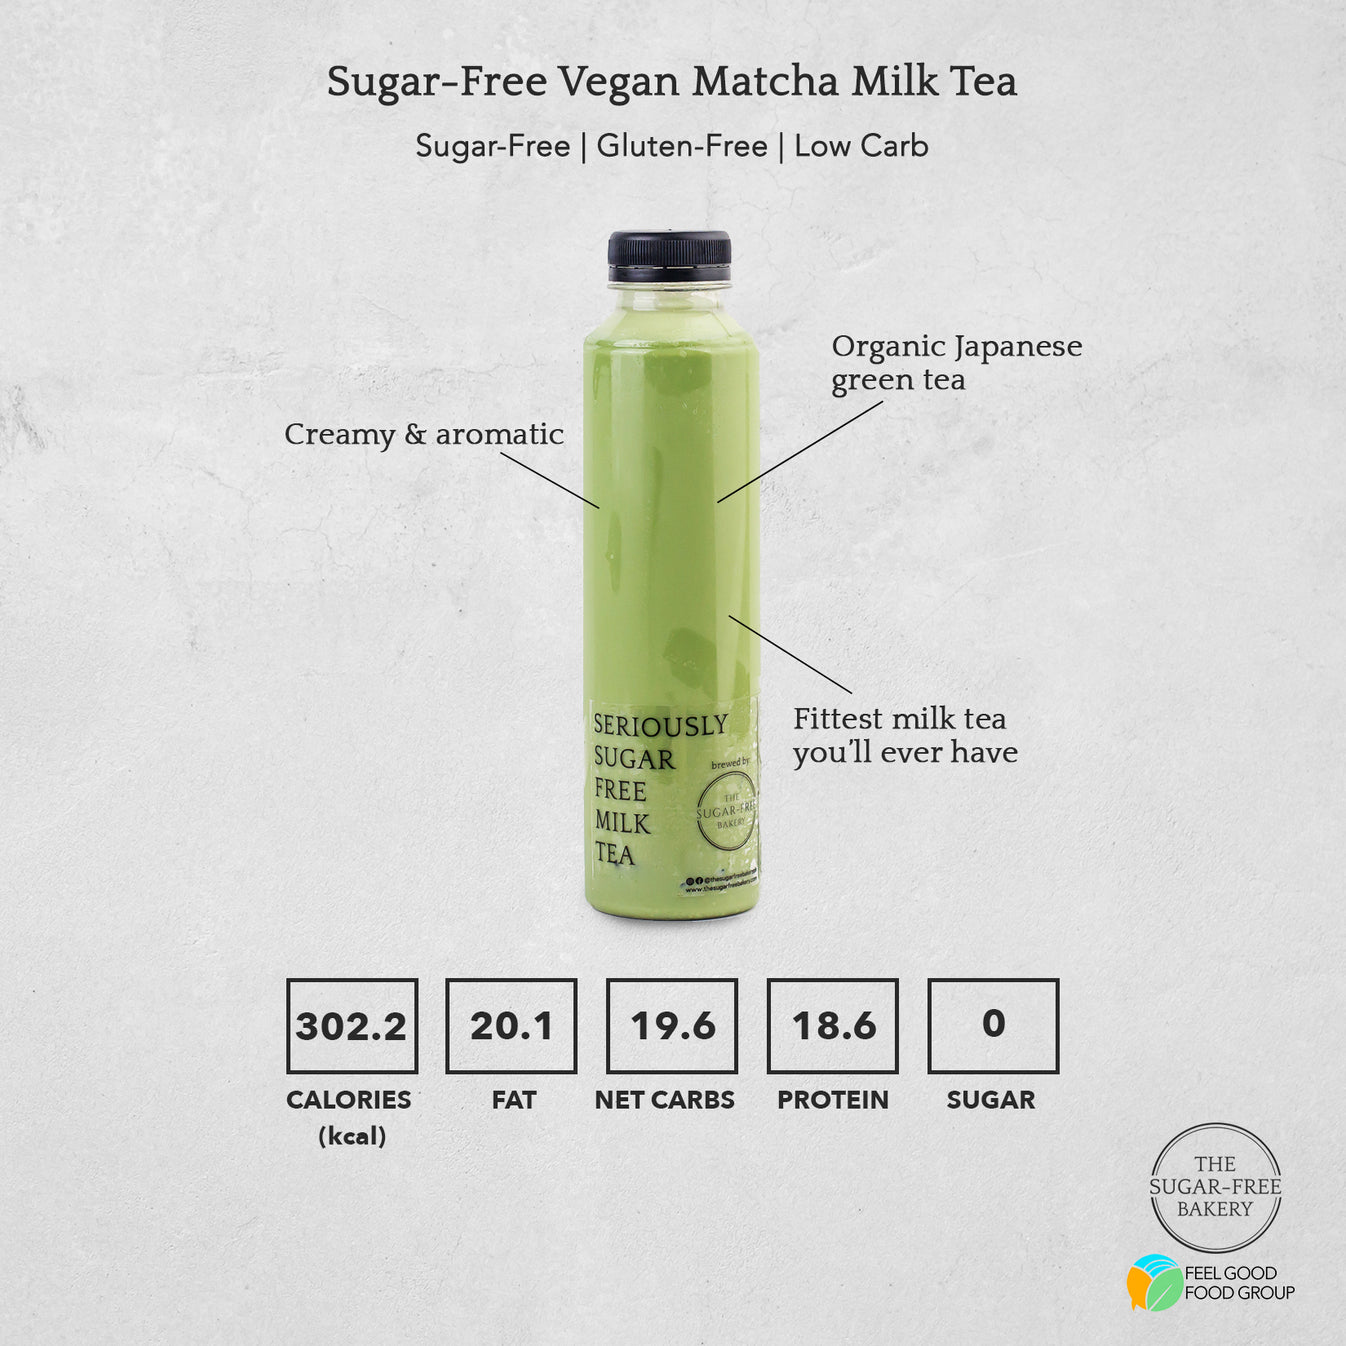 Sugar-Free Vegan Matcha Milk Tea
Sugar-Free | Gluten-Free | Low Carb
Organic Japanese
green tea
Creamy & aromatic
Fittest milk tea
you'll ever have
SERIOUSLY
SUGAR
FREE
MILK
TEA
brewed by
THE
SUGAR-FREE
BAKERY
302.2
CALORIES
(kcal)
20.1
FAT
19.6
NET CARBS
18.6
PROTEIN
0
SUGAR
THE
SUGAR-FREE
BAKERY
FEEL GOOD
FOOD GROUP